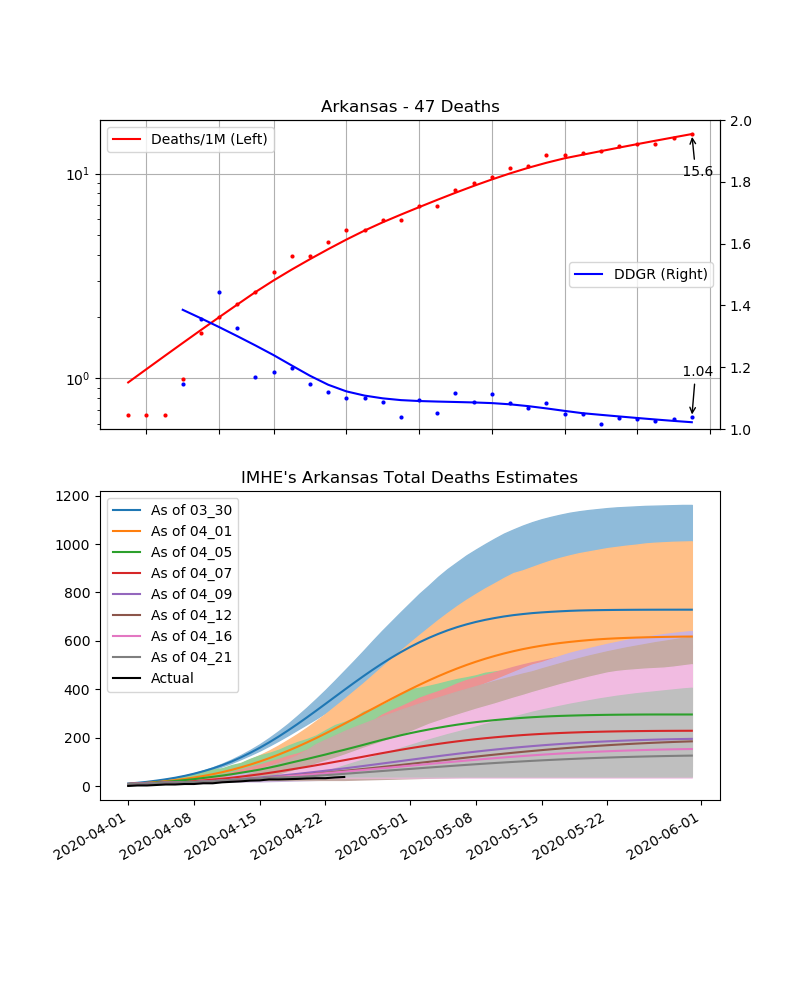 Arkansas - 47 Deaths
Deaths/1M (Left)
DDGR (Right)
10¹
10⁰
2.0
1.8
1.6
1.4
1.2
1.0
15.6
1.04
IMHE's Arkansas Total Deaths Estimates
1200
1000
800
600
400
200
0
As of 03_30
As of 04_01
As of 04_05
As of 04_07
As of 04_09
As of 04_12
As of 04_16
As of 04_21
Actual
2020-04-01
2020-04-08
2020-04-15
2020-04-22
2020-05-01
2020-05-08
2020-05-15
2020-05-22
2020-06-01